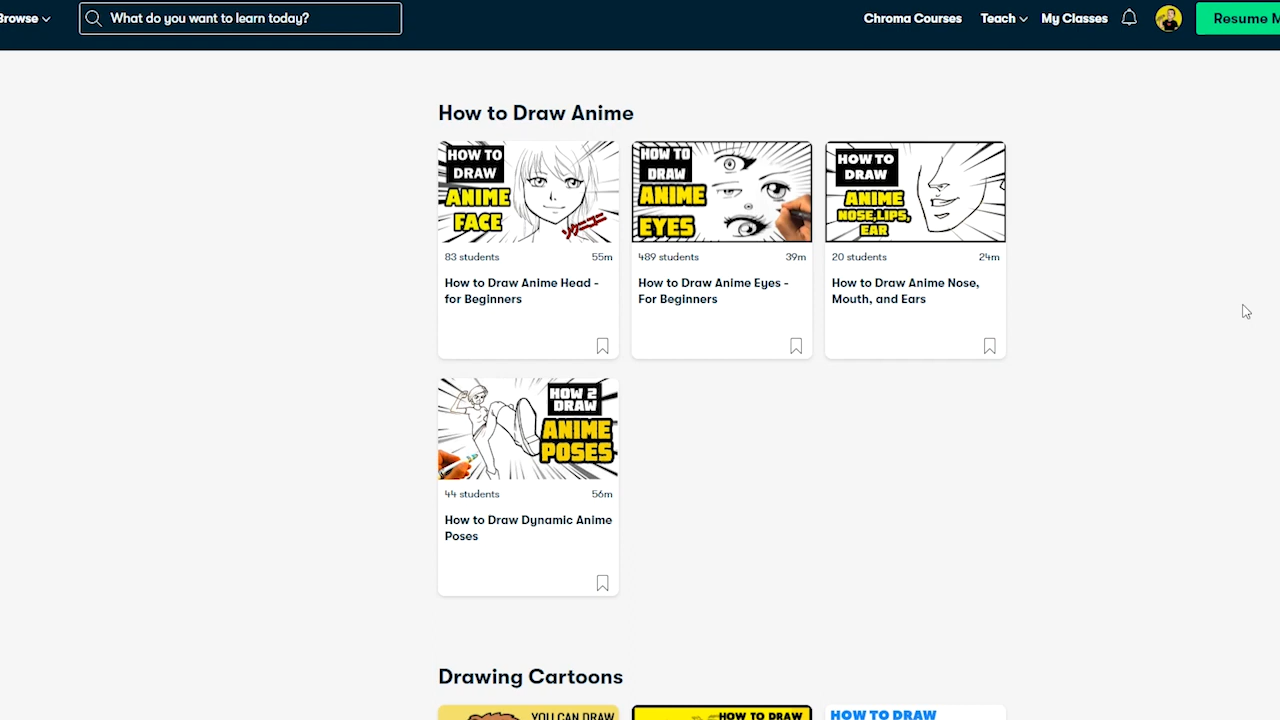 Browse
What do you want to learn today?
Chroma Courses
Teach
My Classes
Resume M
How to Draw Anime
HOW TO
DRAW
ANIME
FACE
83 students
55m
How to Draw Anime Head -
for Beginners
HOW TO
DRAW
ANIME
EYES
489 students
39m
How to Draw Anime Eyes -
For Beginners
HOW TO
DRAW
ANIME
NOSE,LIPS,
EAR
20 students
24m
How to Draw Anime Nose,
Mouth, and Ears
HOW 2
DRAW
ANIME
POSES
44 students
56m
How to Draw Dynamic Anime
Poses
Drawing Cartoons
YOU CAN DRAW
HOW TO DRAW
HOW TO DRAW